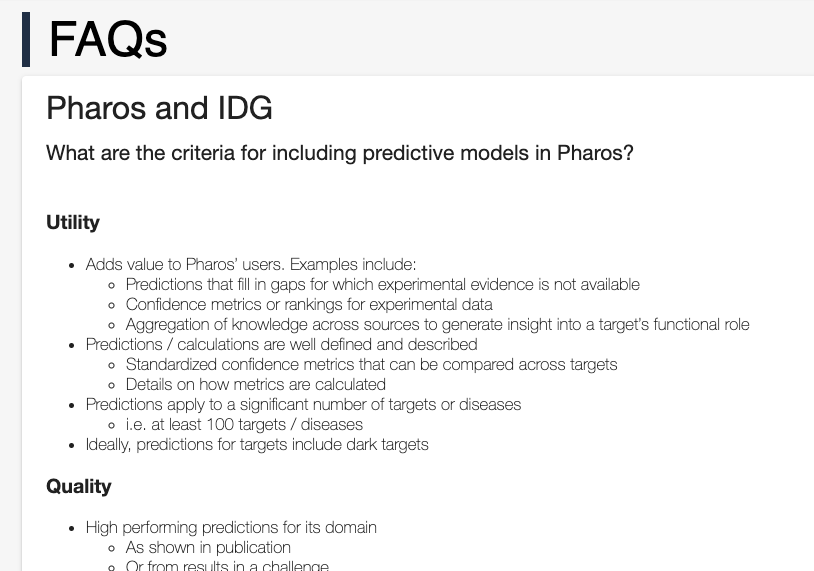 FAQs
Pharos and IDG
What are the criteria for including predictive models in Pharos?
Utility
• Adds value to Pharos' users. Examples include:
◦ Predictions that fill in gaps for which experimental evidence is not available
◦ Confidence metrics or rankings for experimental data
◦ Aggregation of knowledge across sources to generate insight into a target's functional role
• Predictions / calculations are well defined and described
◦ Standardized confidence metrics that can be compared across targets
◦ Details on how metrics are calculated
• Predictions apply to a significant number of targets or diseases
◦ i.e. at least 100 targets / diseases
• Ideally, predictions for targets include dark targets
Quality
• High performing predictions for its domain
◦ As shown in publication
◦ Or from results in a challenge